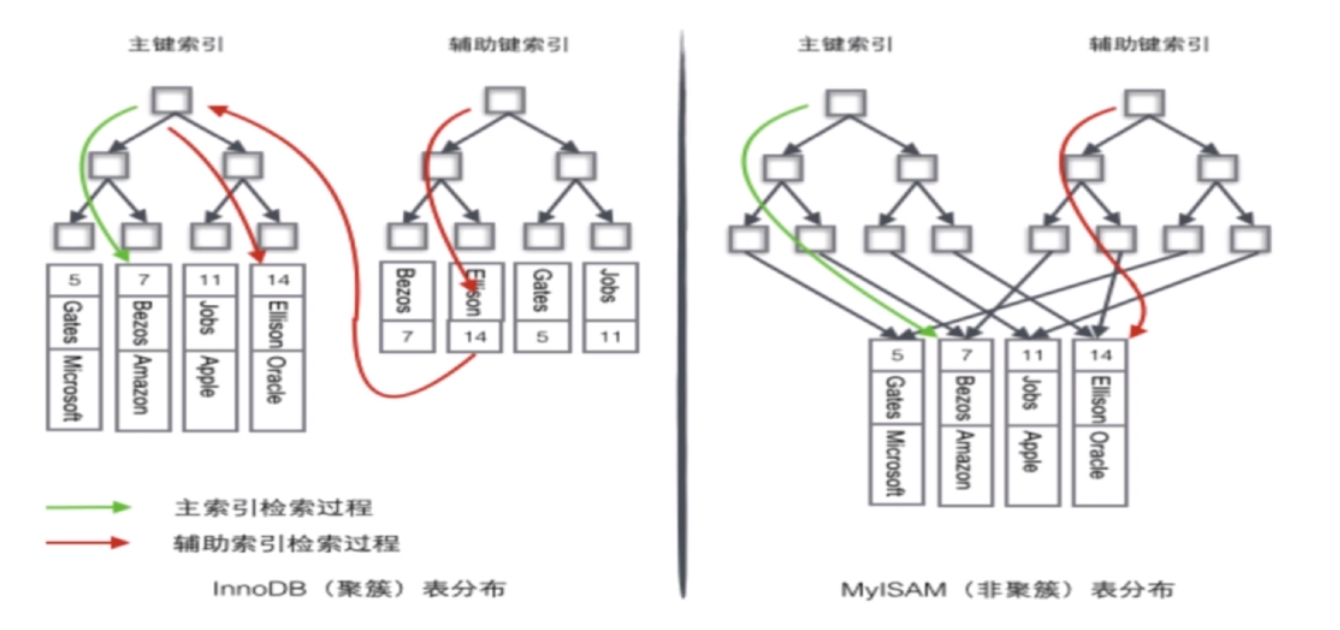 主键索引
辅助键索引
5 7 11 14
Gates Bezos Jobs Ellison
Microsoft Amazon Apple Oracle
Bezos Ellison Gates Jobs
7 14 5 11
主索引检索过程
辅助索引检索过程
InnoDB（聚簇）表分布
主键索引
辅助键索引
5 7 11 14
Gates Bezos Jobs Ellison
Microsoft Amazon Apple Oracle
MyISAM（非聚簇）表分布